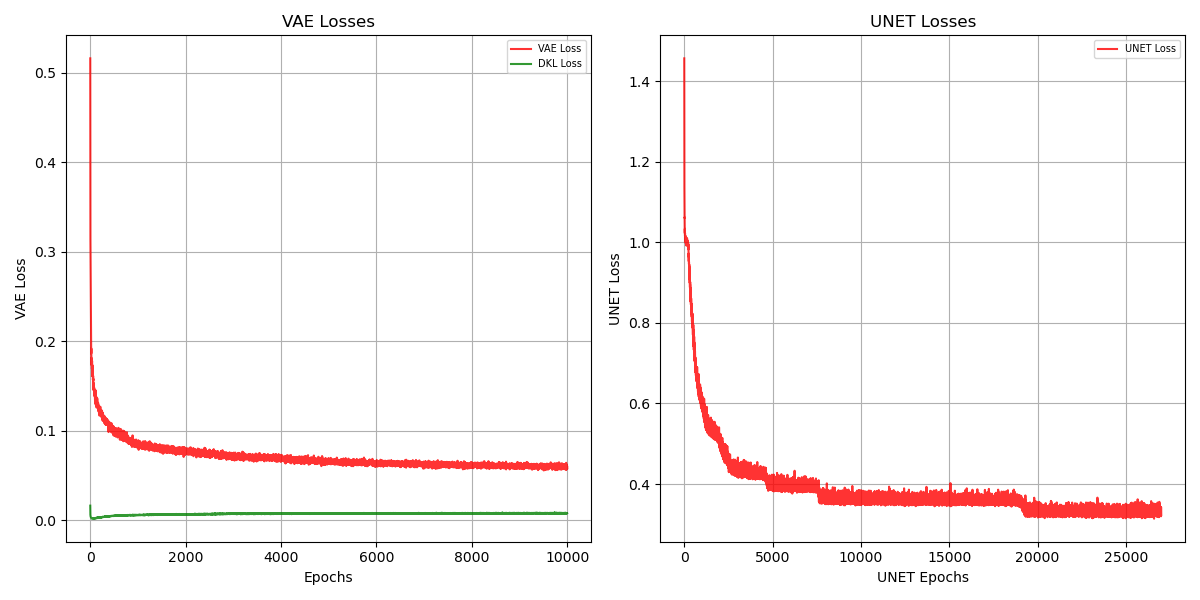 VAE Losses
VAE Loss
DKL Loss
0.5
0.4
0.3
0.2
0.1
0.0
VAE Loss
0
2000
4000
6000
8000
10000
Epochs
UNET Losses
UNET Loss
1.4
1.2
1.0
0.8
0.6
0.4
UNET Loss
0
5000
10000
15000
20000
25000
UNET Epochs